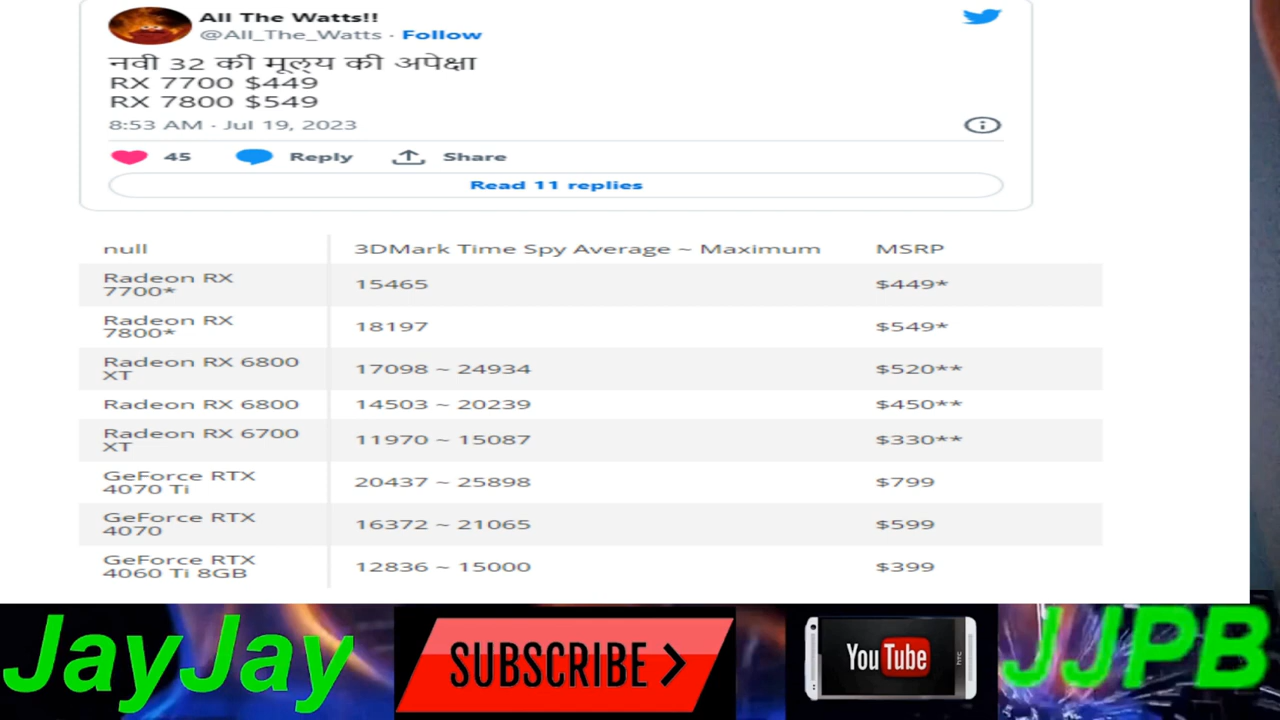 All The Watts!!
@All_The_Watts · Follow
नवी 32 की मूल्य की अपेक्षा
RX 7700 $449
RX 7800 $549
8:53 AM · Jul 19, 2023
45 Reply Share
Read 11 replies
null 3DMark Time Spy Average ~ Maximum MSRP
Radeon RX
7700* 15465 $449*
Radeon RX
7800* 18197 $549*
Radeon RX 6800
XT 17098 ~ 24934 $520**
Radeon RX 6800 14503 ~ 20239 $450**
Radeon RX 6700
XT 11970 ~ 15087 $330**
GeForce RTX
4070 Ti 20437 ~ 25898 $799
GeForce RTX
4070 16372 ~ 21065 $599
GeForce RTX
4060 Ti 8GB 12836 ~ 15000 $399
JayJay SUBSCRIBE > YouTube hTC JJPB